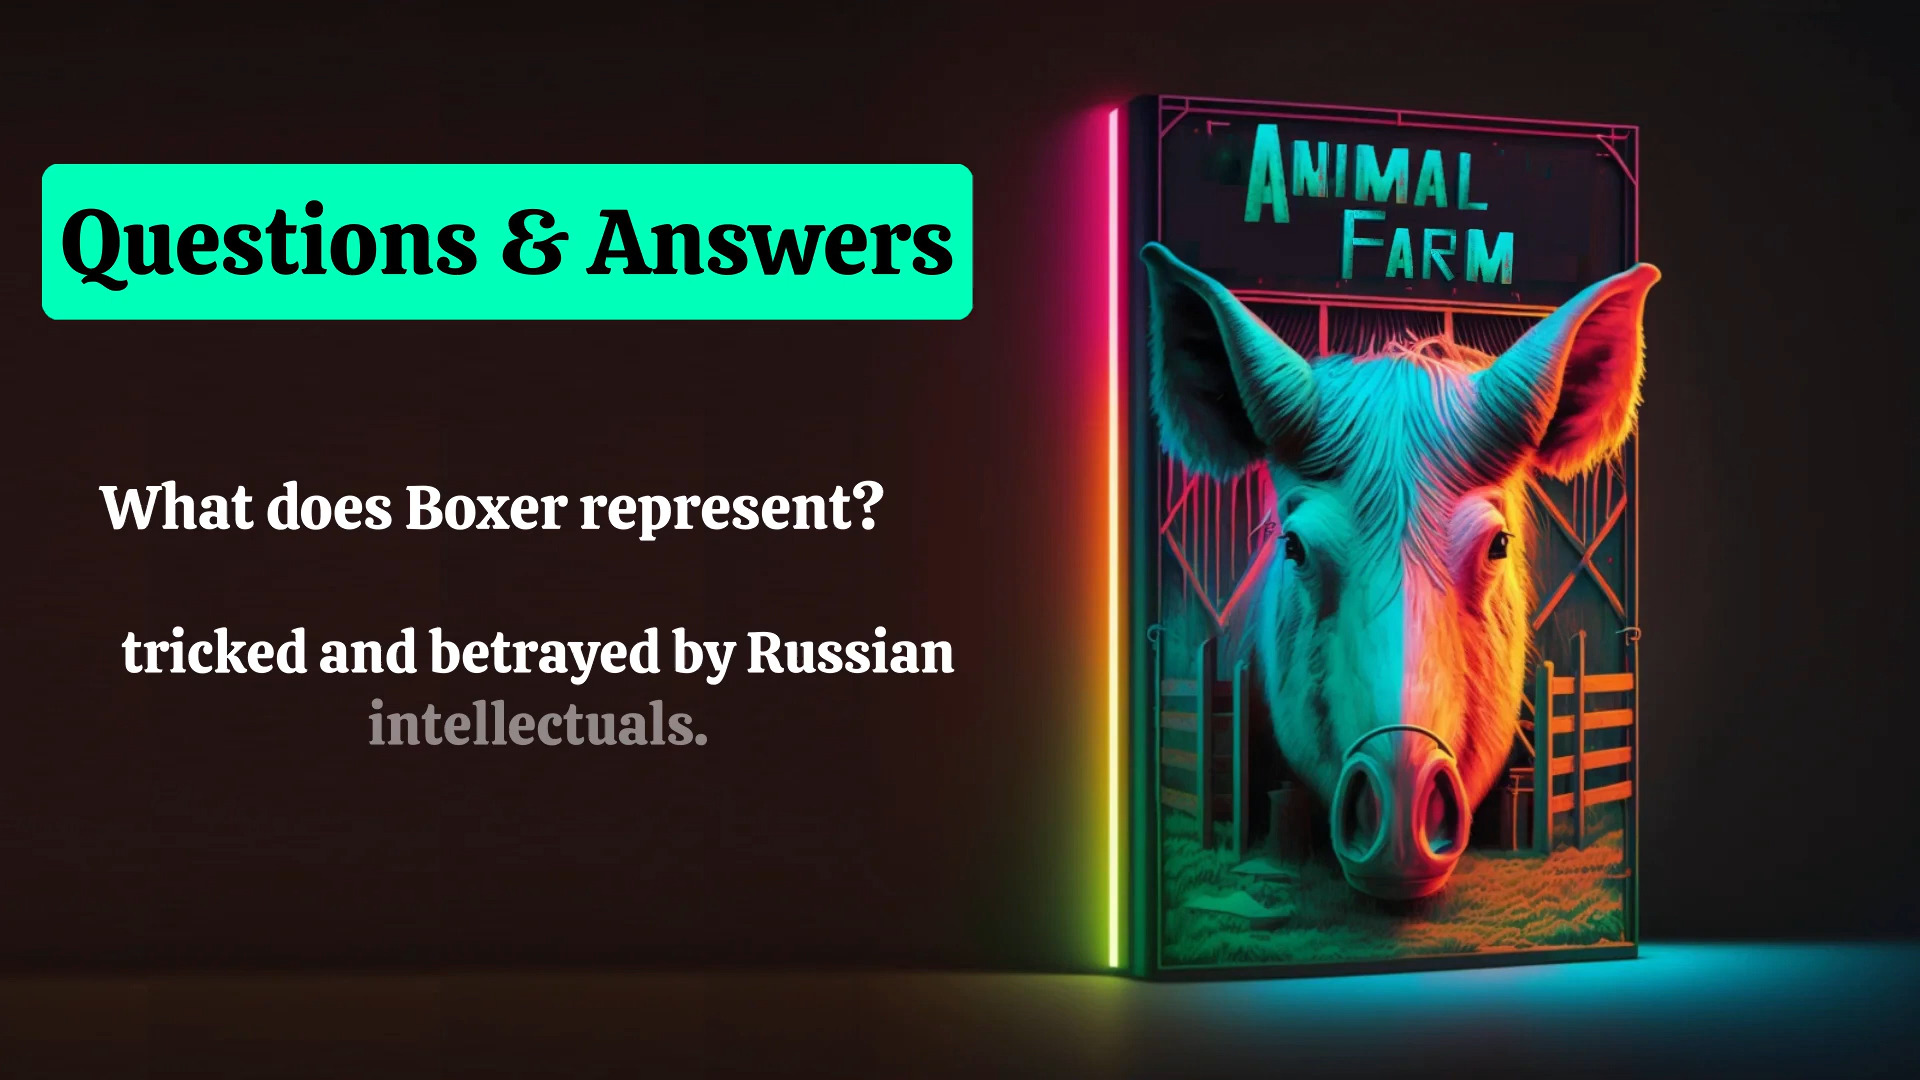 Questions & Answers
What does Boxer represent?
tricked and betrayed by Russian
intellectuals.
ANIMAL
FARM